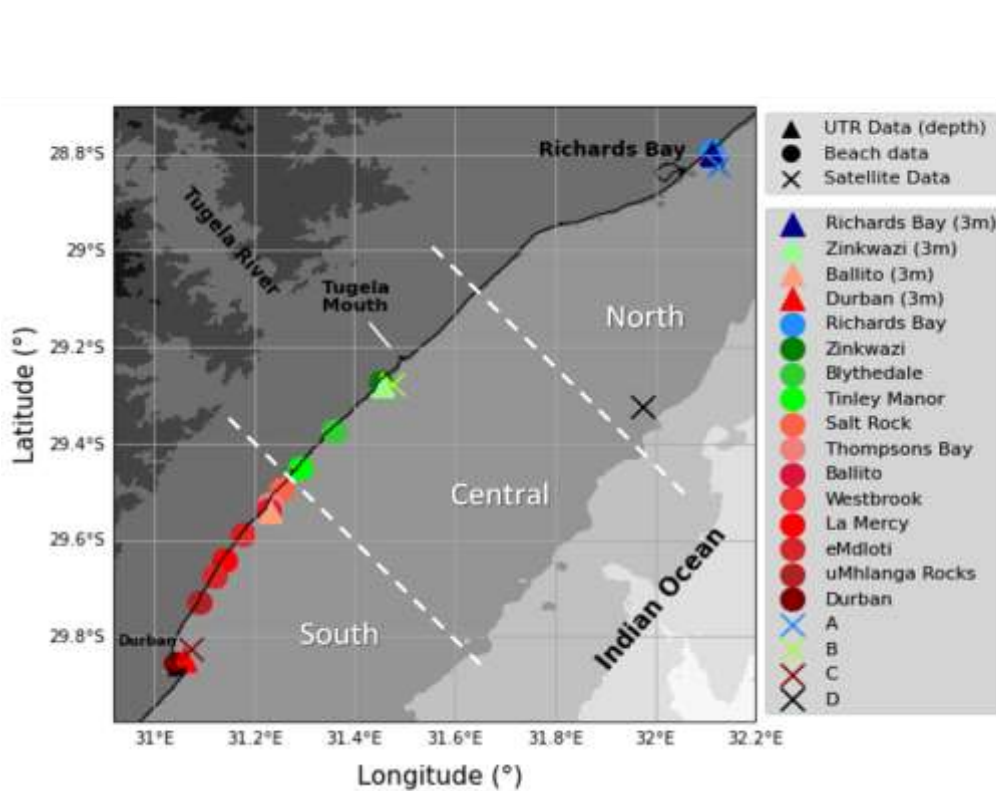 Richards Bay
Tugela River
Tugela
Mouth
North
Central
South
Durban
Indian Ocean
28.8°S
29°S
29.2°S
29.4°S
29.6°S
29.8°S
Latitude (°)
31°E
31.2°E
31.4°E
31.6°E
31.8°E
32°E
32.2°E
Longitude (°)
UTR Data (depth)
Beach data
Satellite Data
Richards Bay (3m)
Zinkwazi (3m)
Ballito (3m)
Durban (3m)
Richards Bay
Zinkwazi
Blythedale
Tinley Manor
Salt Rock
Thompsons Bay
Ballito
Westbrook
La Mercy
eMdloti
uMhlanga Rocks
Durban
A
B
C
D